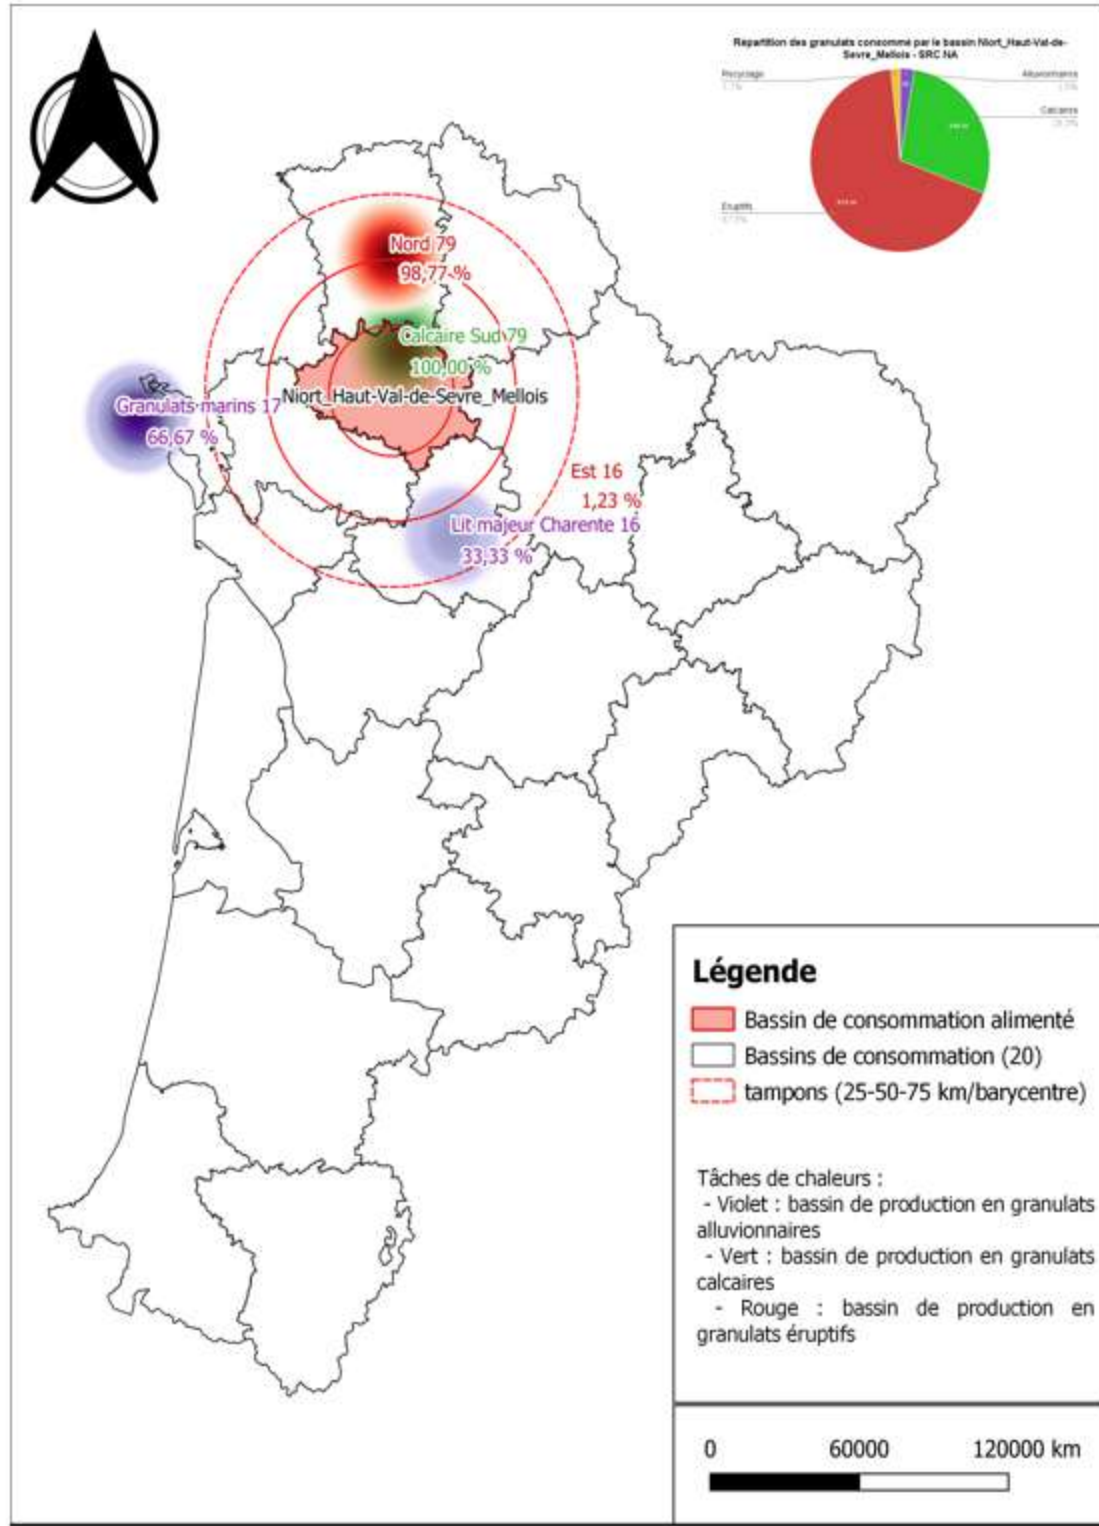 Répartition des granulats consommé par le bassin Niort_Haut-Val-de-
Sevre_Mellois - SRC NA
Recyclage
Alluvionnaires
Calcaires
Eruptifs
Nord 79
98,77 %
Calcaire Sud 79
100,00 %
Niort_Haut-Val-de-Sevre_Mellois
Granulats marins 17
66,67 %
Est 16
1,23 %
Lit majeur Charente 16
33,33 %
Légende
Bassin de consommation alimenté
Bassins de consommation (20)
tampons (25-50-75 km/barycentre)
Tâches de chaleurs :
- Violet : bassin de production en granulats
alluvionnaires
- Vert : bassin de production en granulats
calcaires
- Rouge : bassin de production en
granulats éruptifs
0 60000 120000 km